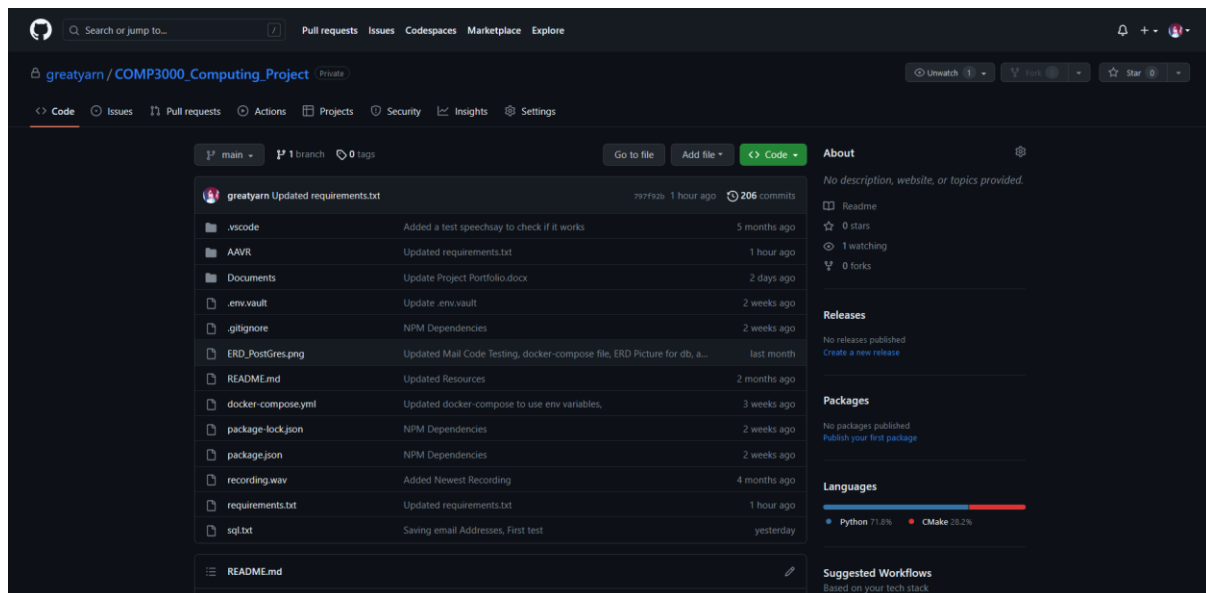 Search or jump to... /
Pull requests Issues Codespaces Marketplace Explore
greatyarn / COMP3000_Computing_Project Private
Unwatch 1 Fork Star 0
Code Issues Pull requests Actions Projects Security Insights Settings
main 1 branch 0 tags Go to file Add file Code
greatyarn Updated requirements.txt 797f92b 1 hour ago 206 commits
.vscode Added a test speechsay to check if it works 5 months ago
AAVR Updated requirements.txt 1 hour ago
Documents Update Project Portfolio.docx 2 days ago
.env.vault Update .env.vault 2 weeks ago
.gitignore NPM Dependencies 2 weeks ago
ERD_PostGres.png Updated Mail Code Testing, docker-compose file, ERD Picture for db, a... last month
README.md Updated Resources 2 months ago
docker-compose.yml Updated docker-compose to use env variables, 3 weeks ago
package-lock.json NPM Dependencies 2 weeks ago
package.json NPM Dependencies 2 weeks ago
recording.wav Added Newest Recording 4 months ago
requirements.txt Updated requirements.txt 1 hour ago
sql.txt Saving email Addresses, First test yesterday
README.md
About
No description, website, or topics provided.
Readme
0 stars
1 watching
0 forks
Releases
No releases published
Create a new release
Packages
No packages published
Publish your first package
Languages
Python 71.8% CMake 28.2%
Suggested Workflows
Based on your tech stack